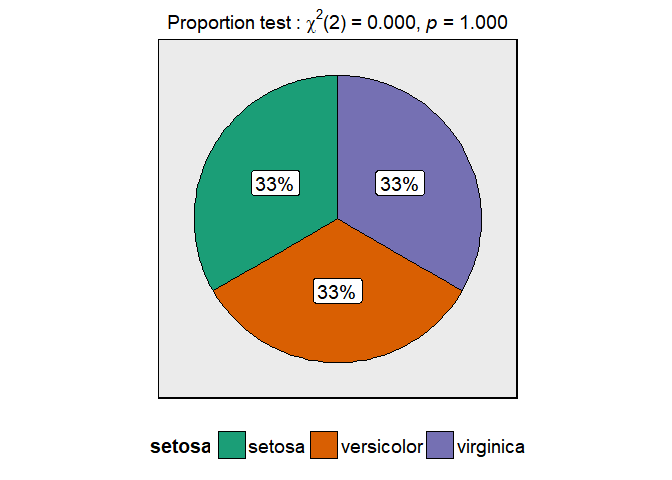 Proportion test : χ²(2) = 0.000, p = 1.000
33% 33%
33%
setosa setosa versicolor virginica